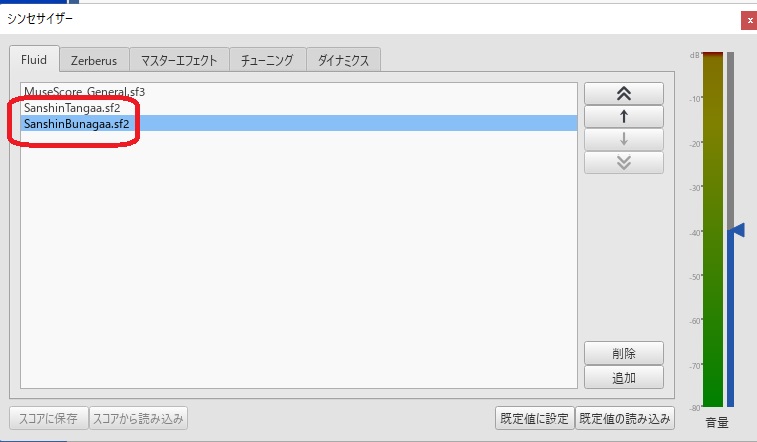 シンセサイザー
Fluid
Zerberus
マスターエフェクト
チューニング
ダイナミクス
MuseScore_General.sf3
SanshinTangaa.sf2
SanshinBunagaa.sf2
削除
追加
スコアに保存
スコアから読み込み
既定値に設定
既定値の読み込み
dB
-10
-20
-30
-40
-50
-60
-70
-80
音量